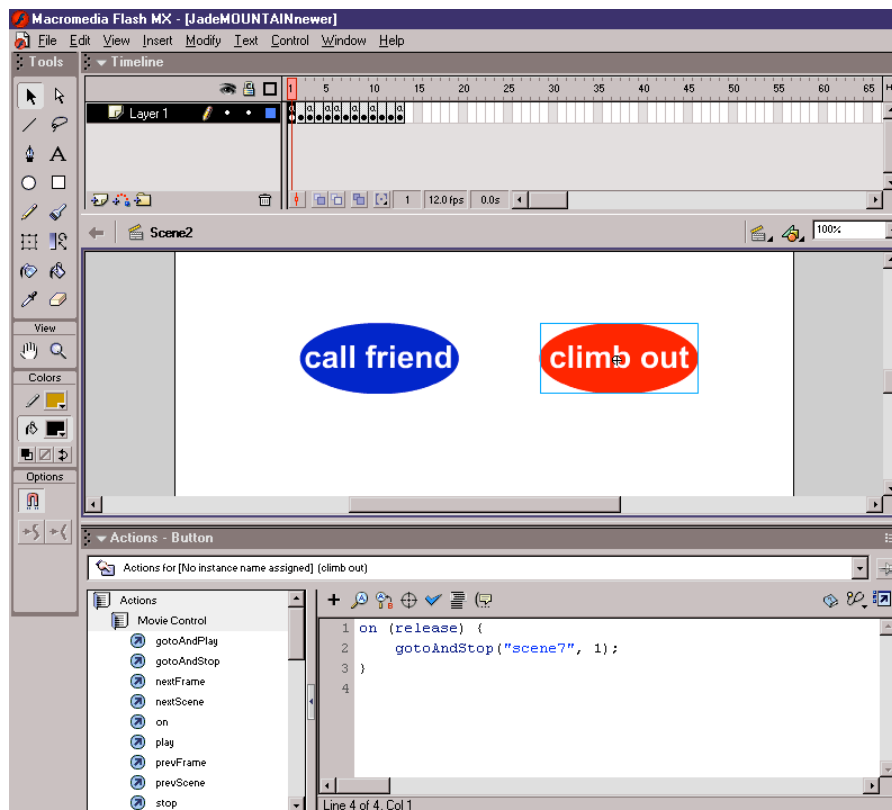 Macromedia Flash MX - [JadeMOUNTAINnewer]
File Edit View Insert Modify Text Control Window Help
Tools
Timeline
1 5 10 15 20 25 30 35 40 45 50 55 60 65 H
Layer 1
a a a a a a a
1 12.0 fps 0.0s
Scene2
100%
A
View
Colors
Options
call friend
climb out
Actions - Button
Actions for [No instance name assigned] (climb out)
Actions
Movie Control
gotoAndPlay
gotoAndStop
nextFrame
nextScene
on
play
prevFrame
prevScene
stop
1 on (release) {
2 gotoAndStop("scene7", 1);
3 }
4
Line 4 of 4, Col 1